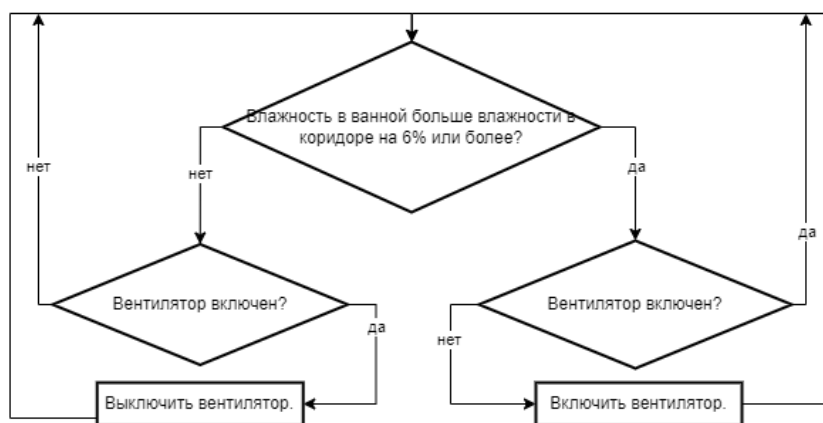 Влажность в ванной больше влажности в
коридоре на 6% или более?
нет
нет
да
да
Вентилятор включен?
Вентилятор включен?
да
нет
Выключить вентилятор.
Включить вентилятор.